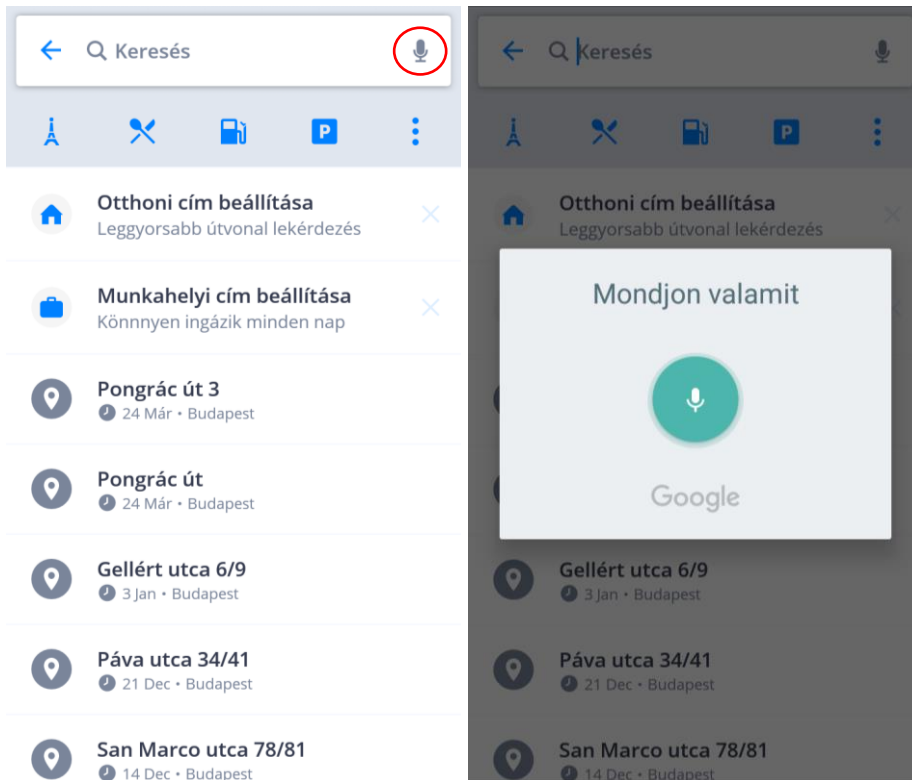 Keresés
P
Otthoni cím beállítása
Leggyorsabb útvonal lekérdezés
Munkahelyi cím beállítása
Könnnyen ingázik minden nap
Pongrác út 3
24 Már • Budapest
Pongrác út
24 Már • Budapest
Gellért utca 6/9
3 Jan • Budapest
Páva utca 34/41
21 Dec • Budapest
San Marco utca 78/81
14 Dec • Budapest
Keresés
P
Otthoni cím beállítása
Leggyorsabb útvonal lekérdezés
Mondjon valamit
Google
Gellért utca 6/9
3 Jan • Budapest
Páva utca 34/41
21 Dec • Budapest
San Marco utca 78/81
14 Dec • Budapest